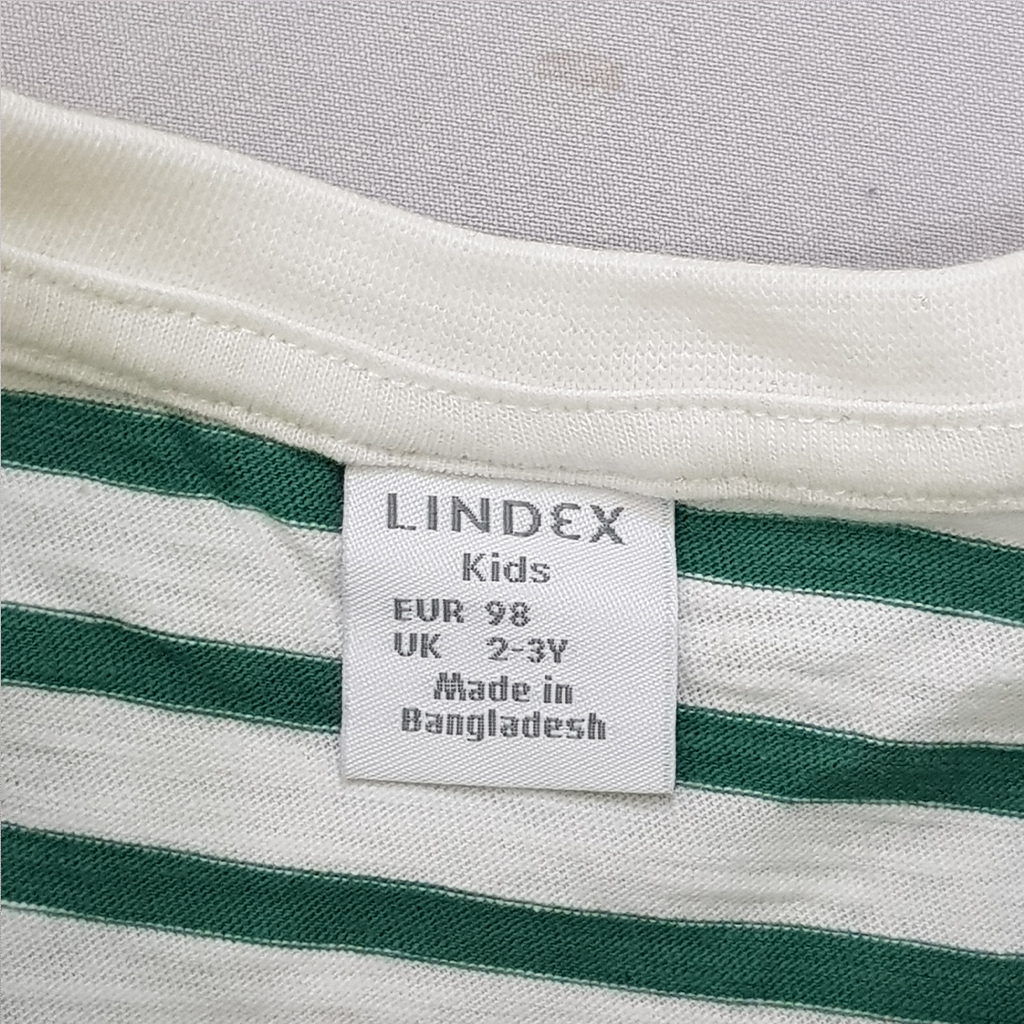 LINDEX
Kids
EUR 98
UK 2-3Y
Made in
Bangladesh